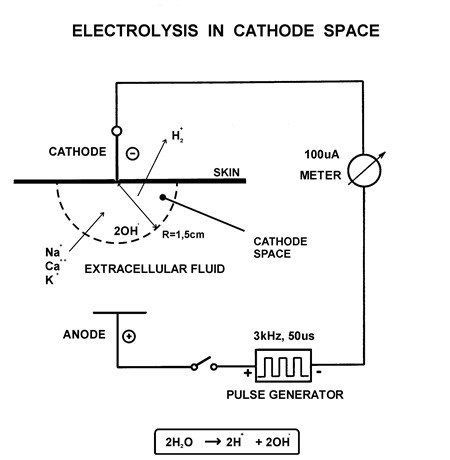 ELECTROLYSIS IN CATHODE SPACE
H₂⁺
CATHODE ⊖
100uA
METER
SKIN
2OH⁻
R=1,5cm
CATHODE
SPACE
Na⁺
Ca⁺⁺
K⁺
EXTRACELLULAR FLUID
ANODE ⊕
3kHz, 50us
+ -
PULSE GENERATOR
2H₂O → 2H⁺ + 2OH⁻